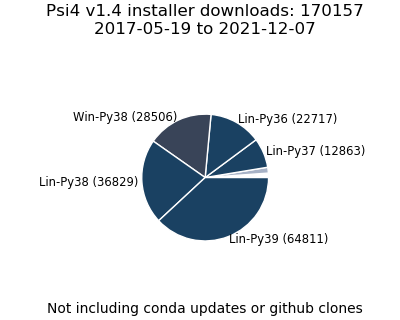 Psi4 v1.4 installer downloads: 170157
2017-05-19 to 2021-12-07
Win-Py38 (28506)
Lin-Py36 (22717)
Lin-Py37 (12863)
Lin-Py38 (36829)
Lin-Py39 (64811)
Not including conda updates or github clones